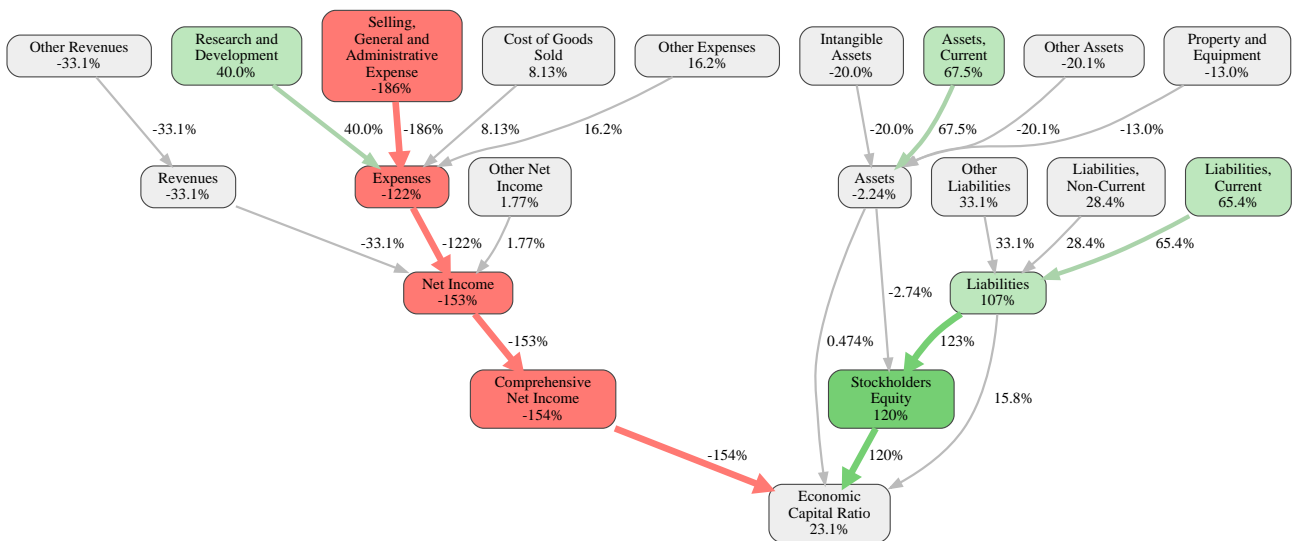 Other Revenues
-33.1%
Research and
Development
40.0%
Selling,
General and
Administrative
Expense
-186%
Cost of Goods
Sold
8.13%
Other Expenses
16.2%
Intangible
Assets
-20.0%
Assets,
Current
67.5%
Other Assets
-20.1%
Property and
Equipment
-13.0%
-33.1%
40.0%
-186%
8.13%
16.2%
-20.0%
67.5%
-20.1%
-13.0%
Revenues
-33.1%
Expenses
-122%
Other Net
Income
1.77%
Assets
-2.24%
Other
Liabilities
33.1%
Liabilities,
Non-Current
28.4%
Liabilities,
Current
65.4%
-33.1%
-122%
1.77%
33.1%
28.4%
65.4%
Net Income
-153%
-2.74%
Liabilities
107%
-153%
0.474%
123%
Comprehensive
Net Income
-154%
Stockholders
Equity
120%
15.8%
-154%
120%
Economic
Capital Ratio
23.1%